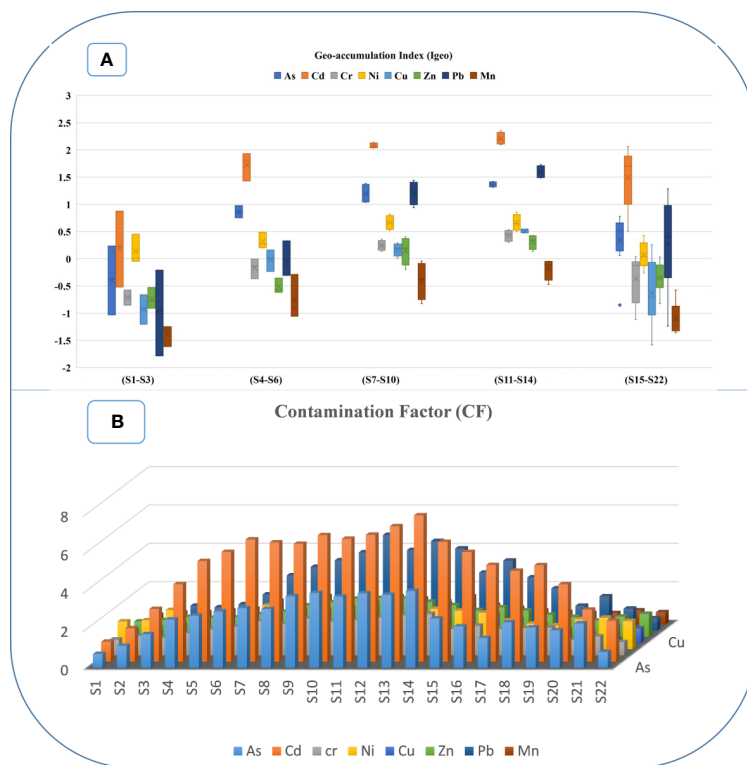 A
Geo-accumulation Index (Igeo)
As Cd Cr Ni Cu Zn Pb Mn
3
2.5
2
1.5
1
0.5
0
-0.5
-1
-1.5
-2
(S1-S3) (S4-S6) (S7-S10) (S11-S14) (S15-S22)
B
Contamination Factor (CF)
8
6
4
2
0
Cu
As
S1 S2 S3 S4 S5 S6 S7 S8 S9 S10 S11 S12 S13 S14 S15 S16 S17 S18 S19 S20 S21 S22
As Cd cr Ni Cu Zn Pb Mn